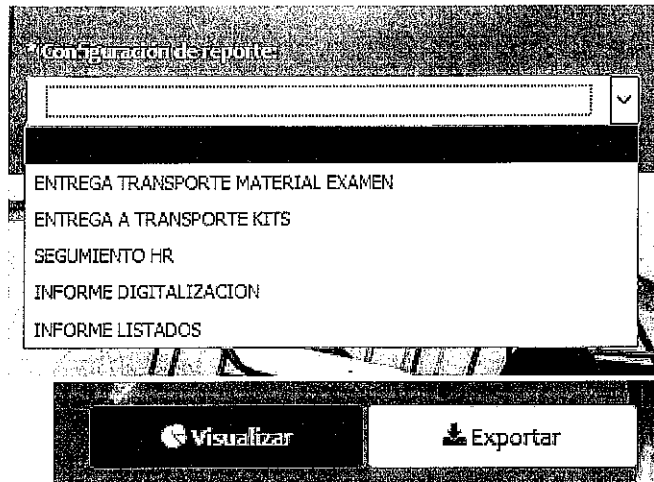 * Configuración de reporte:
ENTREGA TRANSPORTE MATERIAL EXAMEN
ENTREGA A TRANSPORTE KITS
SEGUMIENTO HR
INFORME DIGITALIZACION
INFORME LISTADOS
Visualizar
Exportar